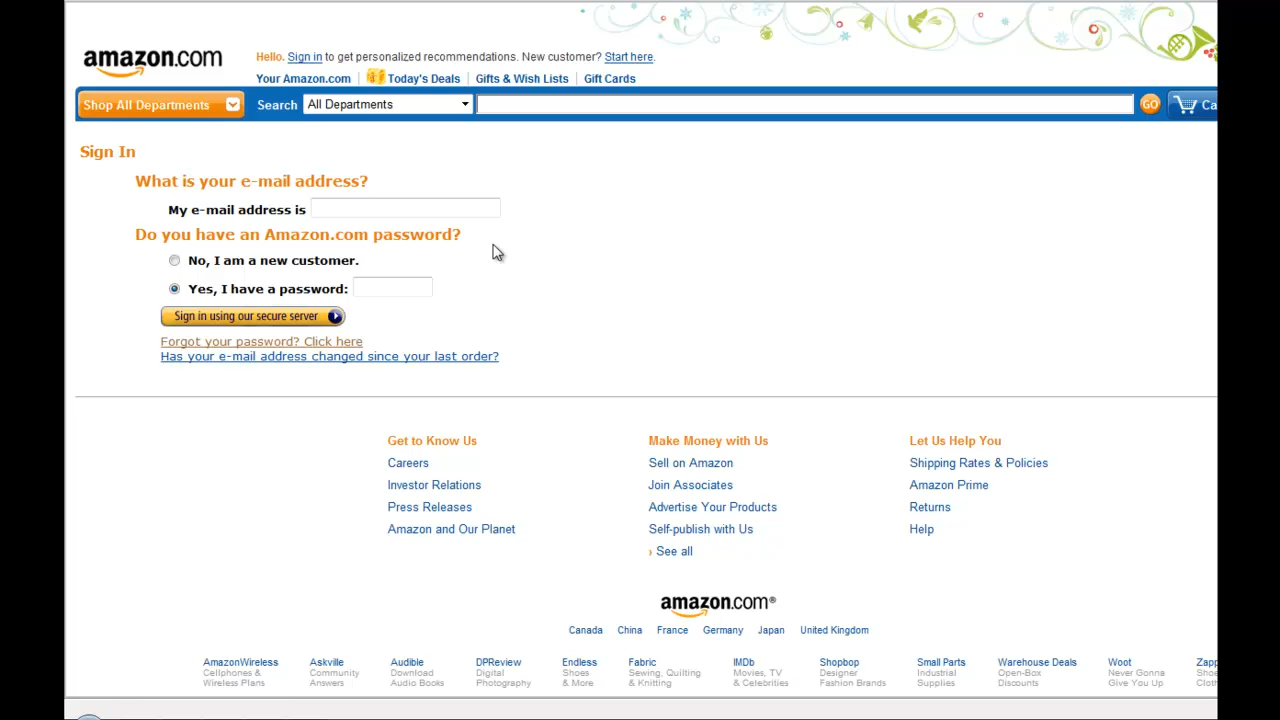 amazon.com
Hello. Sign in to get personalized recommendations. New customer? Start here.
Your Amazon.com
Today's Deals
Gifts & Wish Lists
Gift Cards
Shop All Departments
Search
All Departments
GO
Sign In
What is your e-mail address?
My e-mail address is
Do you have an Amazon.com password?
No, I am a new customer.
Yes, I have a password:
Sign in using our secure server
Forgot your password? Click here
Has your e-mail address changed since your last order?
Get to Know Us
Careers
Investor Relations
Press Releases
Amazon and Our Planet
Make Money with Us
Sell on Amazon
Join Associates
Advertise Your Products
Self-publish with Us
› See all
Let Us Help You
Shipping Rates & Policies
Amazon Prime
Returns
Help
amazon.com®
Canada China France Germany Japan United Kingdom
AmazonWireless
Cellphones &
Wireless Plans
Askville
Community
Answers
Audible
Download
Audio Books
DPReview
Digital
Photography
Endless
Shoes
& More
Fabric
Sewing, Quilting
& Knitting
IMDb
Movies, TV
& Celebrities
Shopbop
Designer
Fashion Brands
Small Parts
Industrial
Supplies
Warehouse Deals
Open-Box
Discounts
Woot
Never Gonna
Give You Up